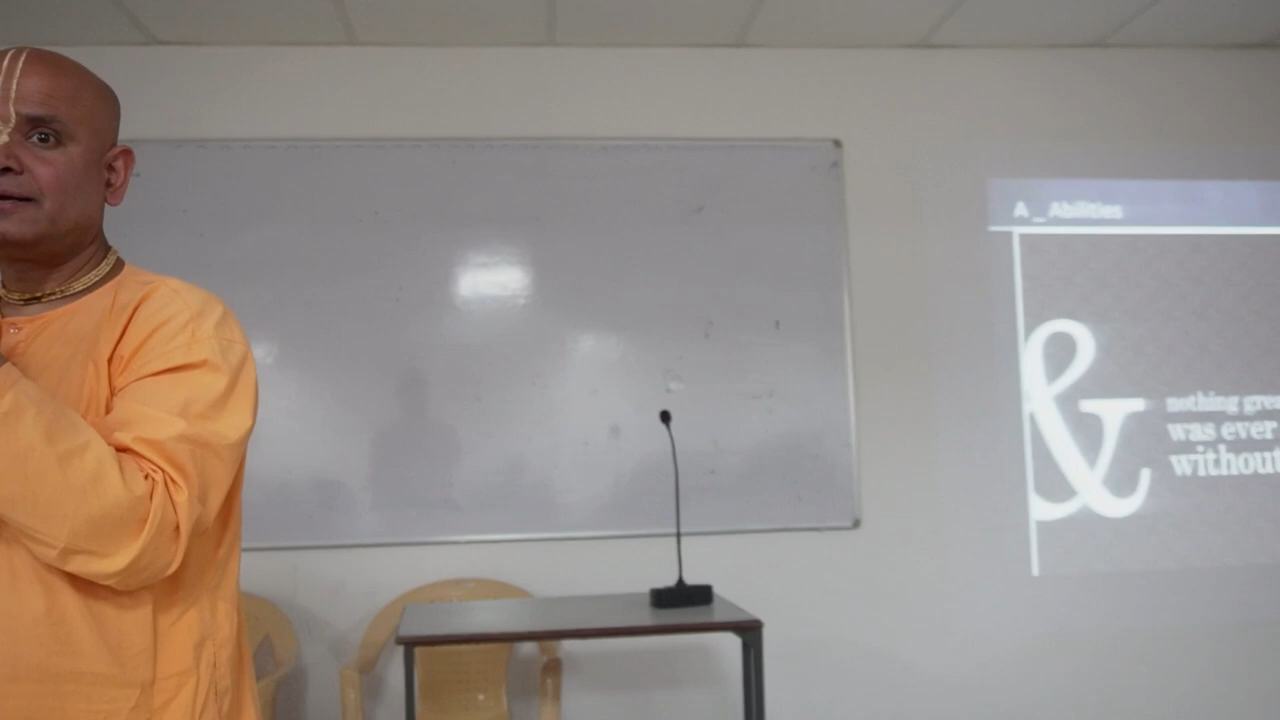 A _ Abilities
&
nothing grea
was ever
without